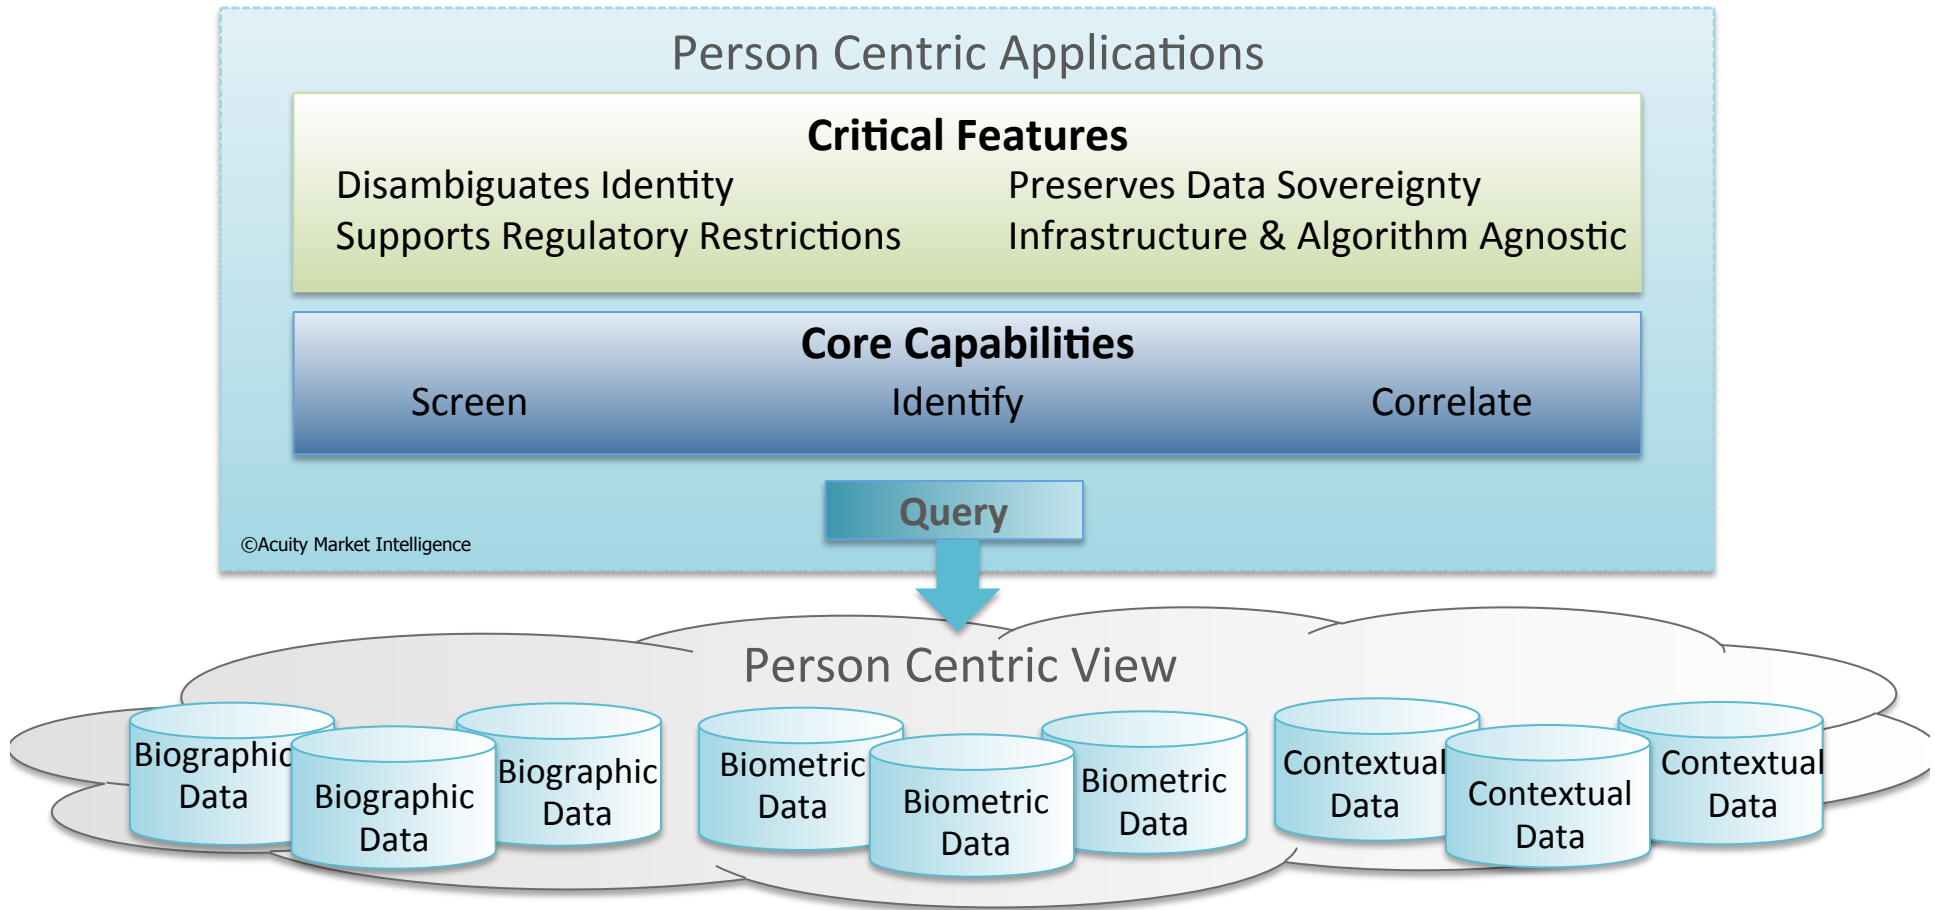 Person Centric Applications
Critical Features
Disambiguates Identity
Preserves Data Sovereignty
Supports Regulatory Restrictions
Infrastructure & Algorithm Agnostic
Core Capabilities
Screen
Identify
Correlate
Query
©Acuity Market Intelligence
Person Centric View
Biographic
Data
Biographic
Data
Biographic
Data
Biometric
Data
Biometric
Data
Biometric
Data
Contextual
Data
Contextual
Data
Contextual
Data